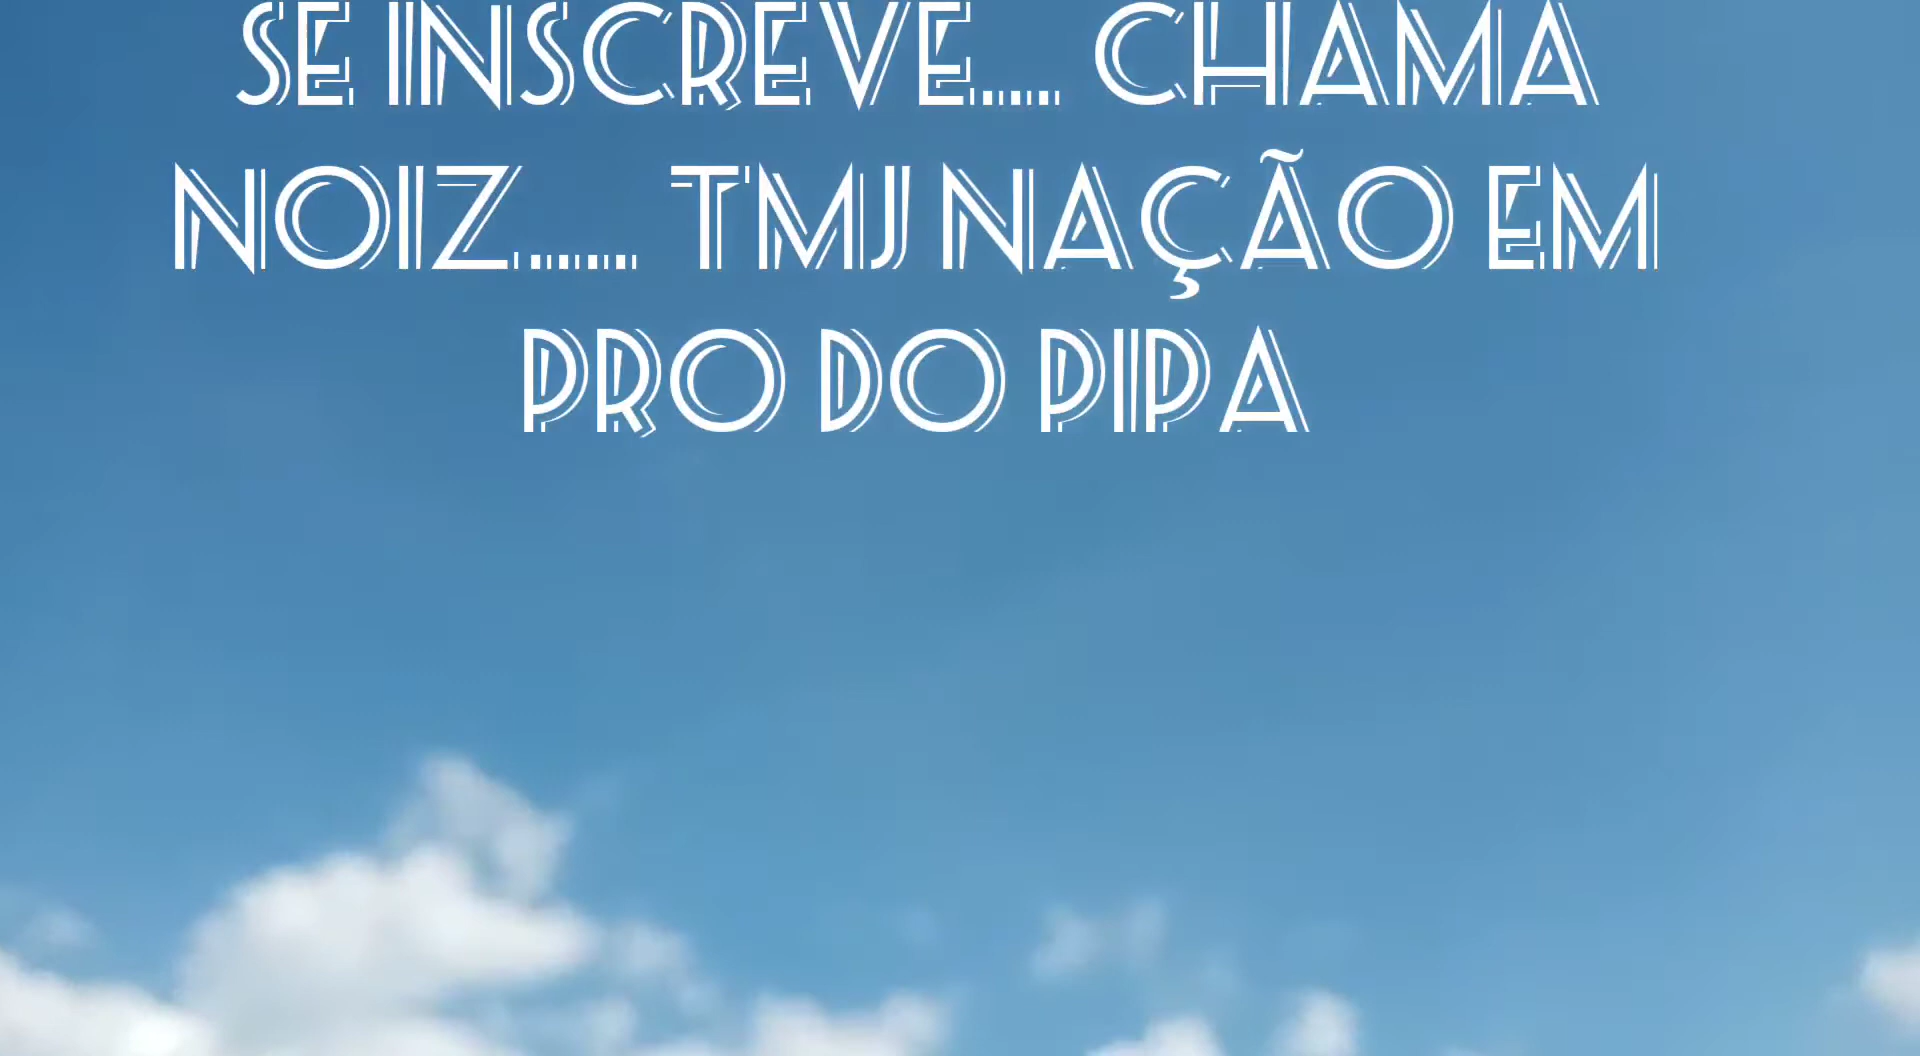 SE INSCREVE..... CHAMA
NOIZ........ TMJ NAÇÃO EM
PRO DO PIPA